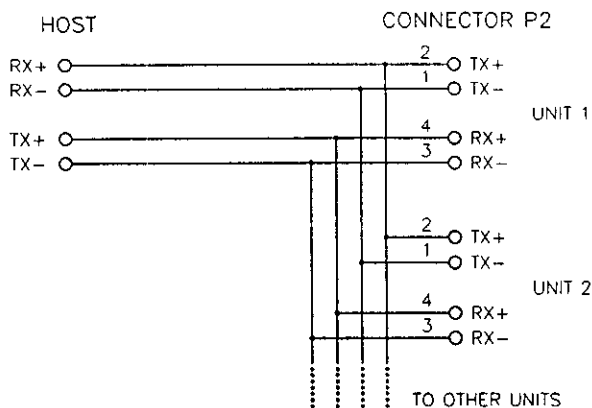 HOST CONNECTOR P2
RX+ 2 TX+
RX- 1 TX-
UNIT 1
TX+ 4 RX+
TX- 3 RX-
2 TX+
1 TX-
UNIT 2
4 RX+
3 RX-
TO OTHER UNITS